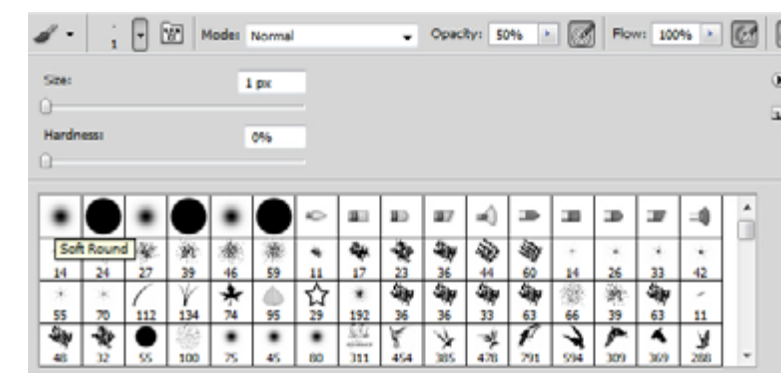 1 Mode: Normal Opacity: 50% Flow: 100%
Size: 1 px
Hardness: 0%
Soft Round
14 24 27 39 46 59 11 17 23 36 44 60 14 26 33 42
55 70 112 134 74 95 29 192 36 36 33 63 66 39 63 11
48 32 55 100 75 45 80 311 454 385 478 791 594 309 369 288